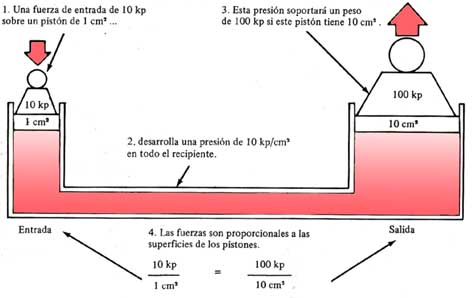 1. Una fuerza de entrada de 10 kp
sobre un pistón de 1 cm² ...
3. Esta presión soportará un peso
de 100 kp si este pistón tiene 10 cm² .
10 kp
1 cm²
100 kp
10 cm²
2. desarrolla una presión de 10 kp/cm²
en todo el recipiente.
Entrada
4. Las fuerzas son proporcionales a las
superficies de los pistones.
Salida
10 kp
1 cm²
=
100 kp
10 cm²